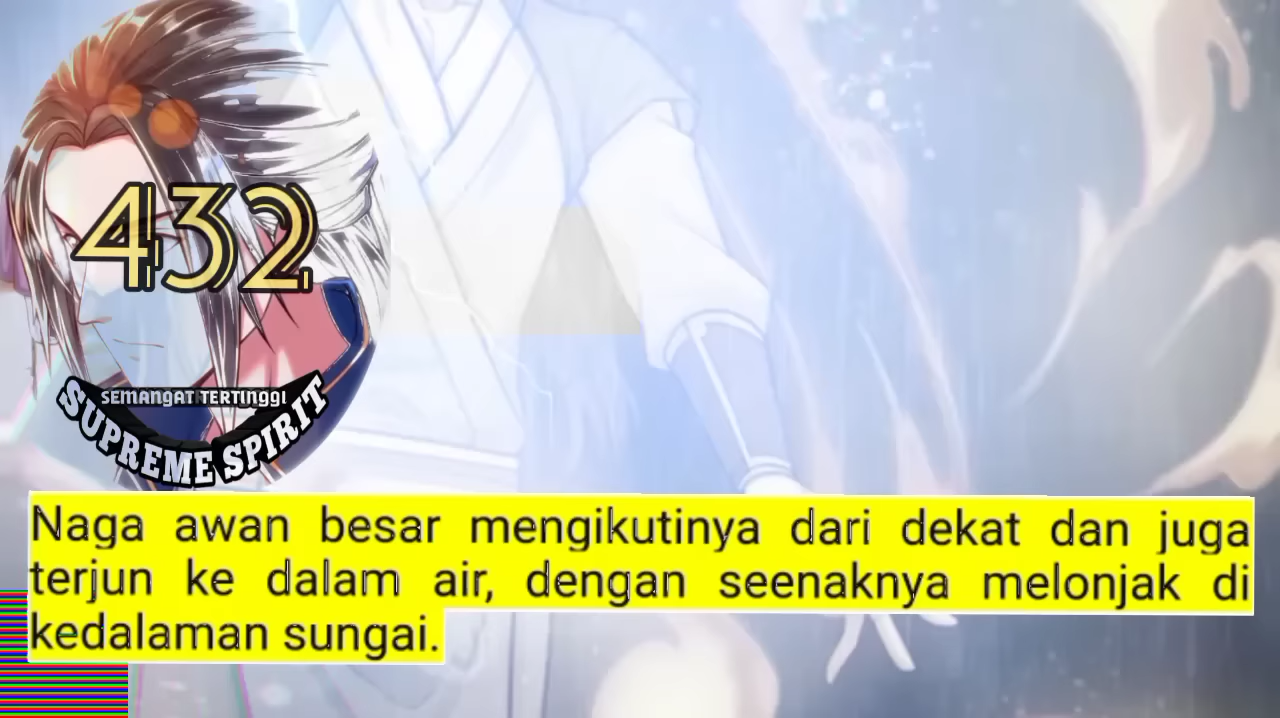 432
SEMANGAT TERTINGGI
SUPREME SPIRIT
Naga awan besar mengikutinya dari dekat dan juga
terjun ke dalam air, dengan seenaknya melonjak di
kedalaman sungai.